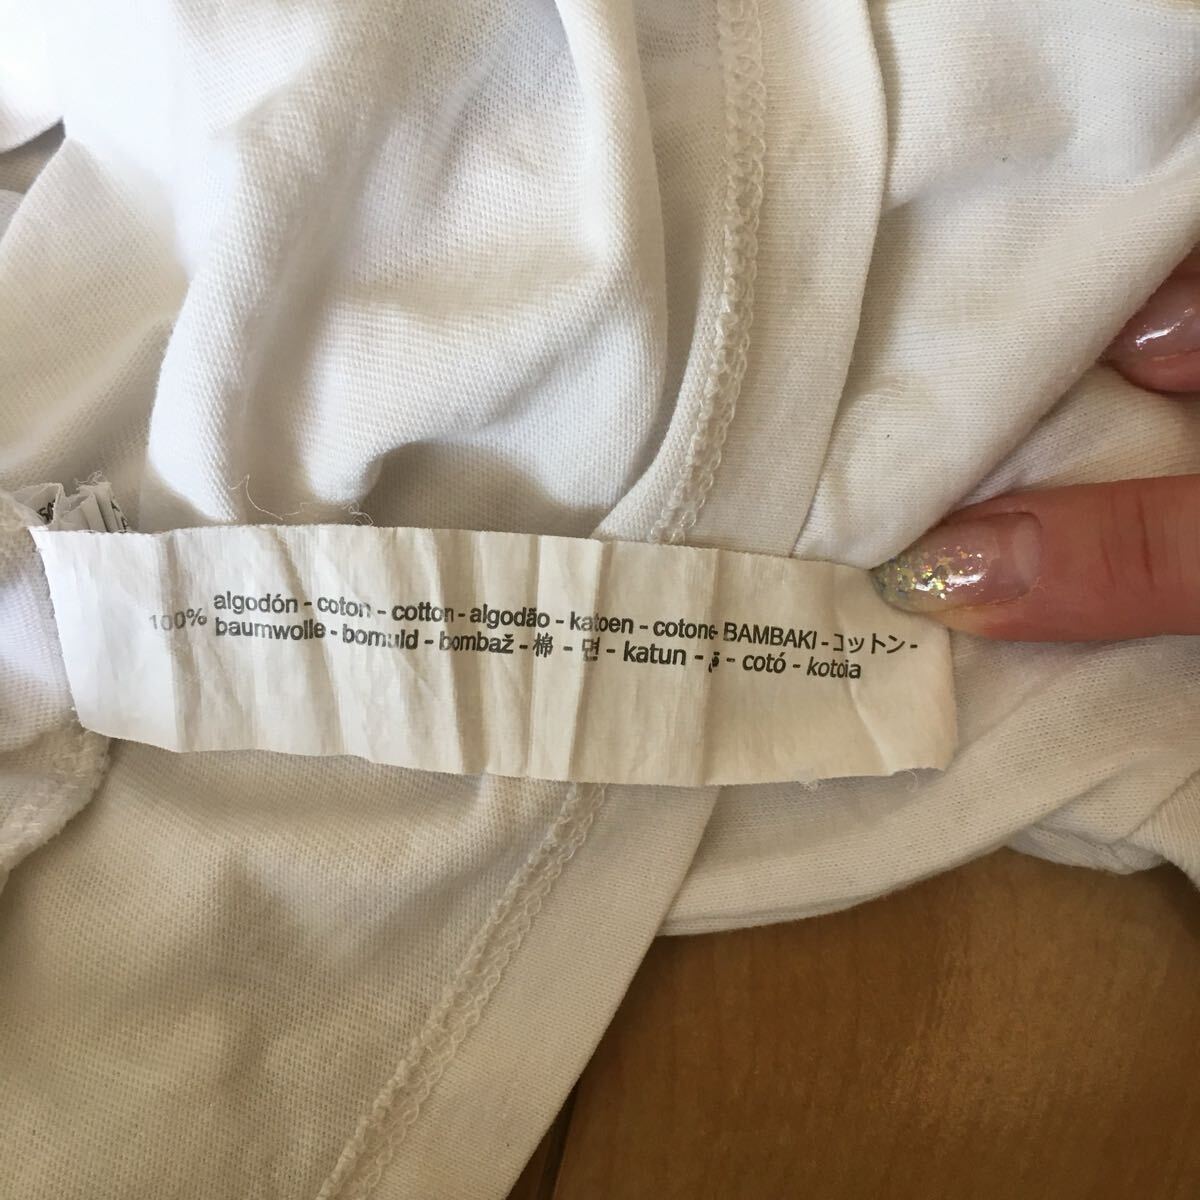 100% algodón - coton - cotton - algodão - katoen - cotone BAMBAKI - コットン -
baumwolle - bomuld - bombaž - 棉 - 면 - katun - - cotó - kotoia